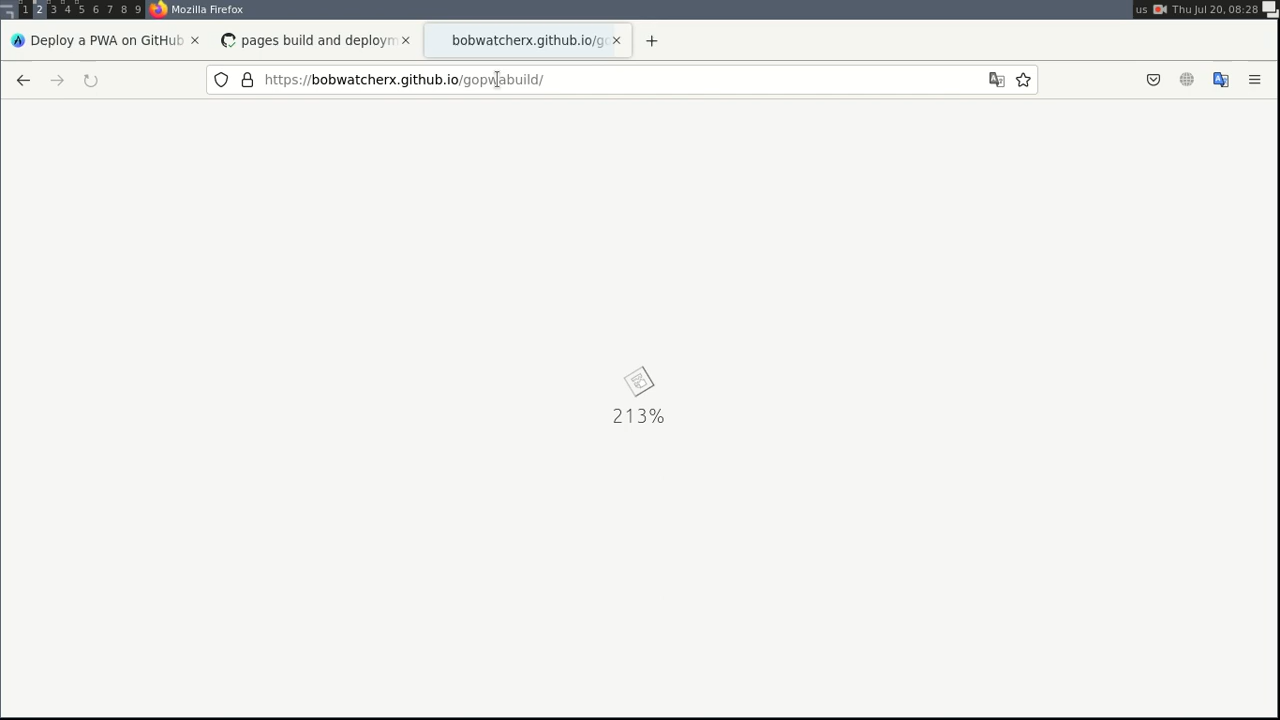 1 2 3 4 5 6 7 8 9 Mozilla Firefox us Thu Jul 20, 08:28
Deploy a PWA on GitHub pages build and deploym bobwatcherx.github.io/go
https://bobwatcherx.github.io/gopwabuild/
213%